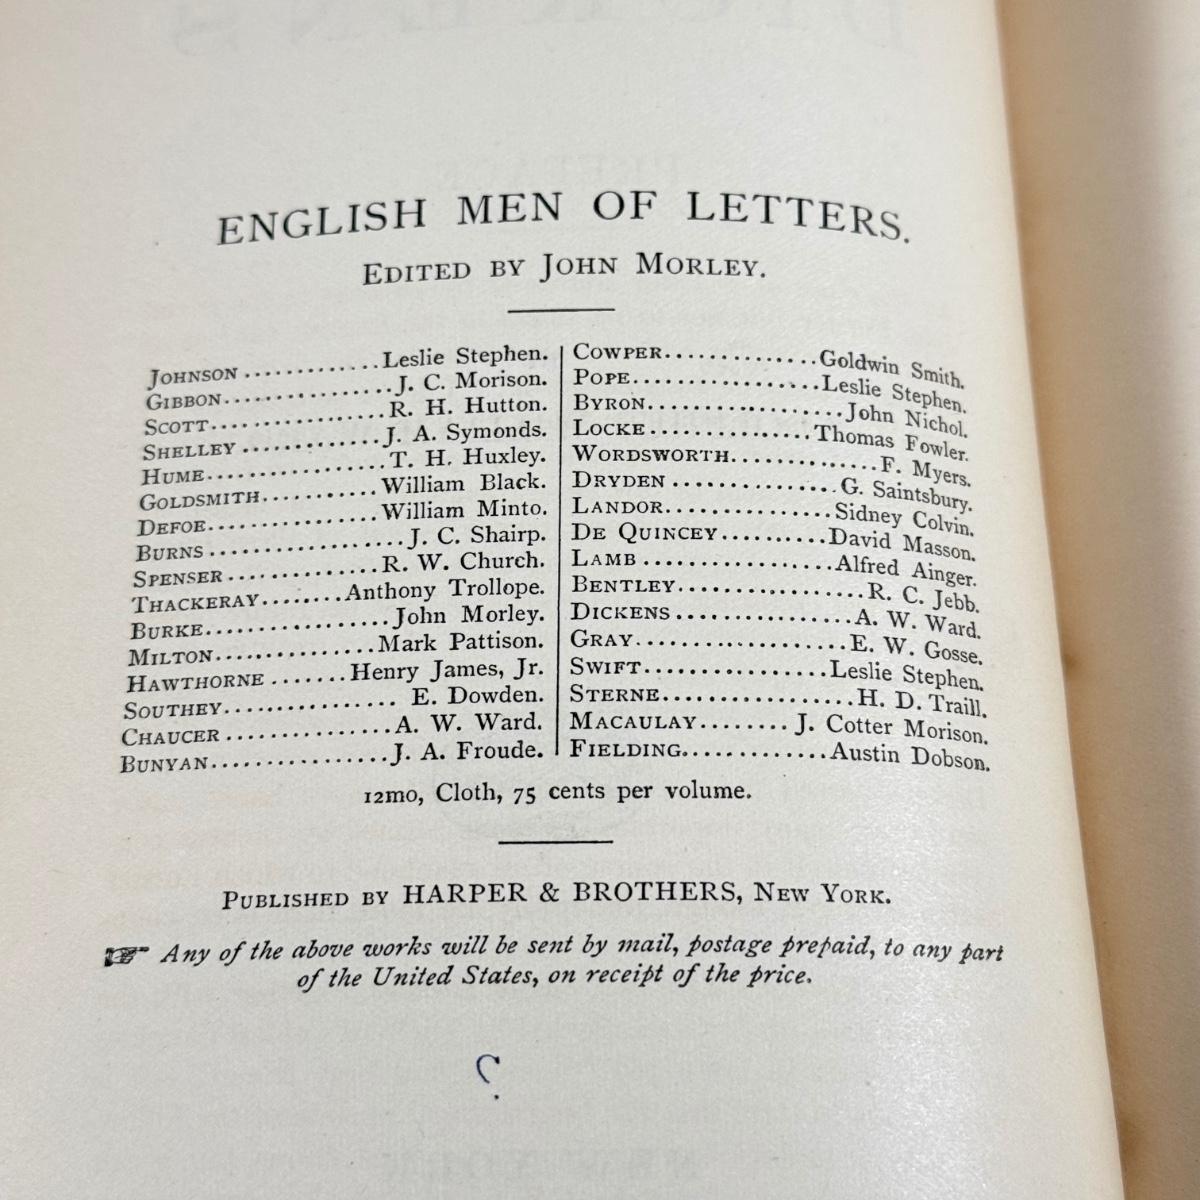 ENGLISH MEN OF LETTERS.
EDITED BY JOHN MORLEY.
JOHNSON ............. Leslie Stephen.
GIBBON................ J. C. Morison.
SCOTT.................. R. H. Hutton.
SHELLEY .............. J. A. Symonds.
HUME................... T. H. Huxley.
GOLDSMITH............ William Black.
DEFOE................. William Minto.
BURNS ................... J. C. Shairp.
SPENSER ............... R. W. Church.
THACKERAY........ Anthony Trollope.
BURKE.................. John Morley.
MILTON................ Mark Pattison.
HAWTHORNE ....... Henry James, Jr.
SOUTHEY................ E. Dowden.
CHAUCER ................ A. W. Ward.
BUNYAN................. J. A. Froude.
COWPER............... Goldwin Smith.
POPE.................. Leslie Stephen.
BYRON.................. John Nichol.
LOCKE............... Thomas Fowler.
WORDSWORTH............. F. Myers.
DRYDEN ............... G. Saintsbury.
LANDOR............... Sidney Colvin.
DE QUINCEY.......... David Masson.
LAMB ................. Alfred Ainger.
BENTLEY................. R. C. Jebb.
DICKENS ................ A. W. Ward.
GRAY................... E. W. Gosse.
SWIFT................. Leslie Stephen.
STERNE................. H. D. Traill.
MACAULAY........ J. Cotter Morison.
FIELDING............. Austin Dobson.
12mo, Cloth, 75 cents per volume.
PUBLISHED BY HARPER & BROTHERS, NEW YORK.
☞ Any of the above works will be sent by mail, postage prepaid, to any part
of the United States, on receipt of the price.